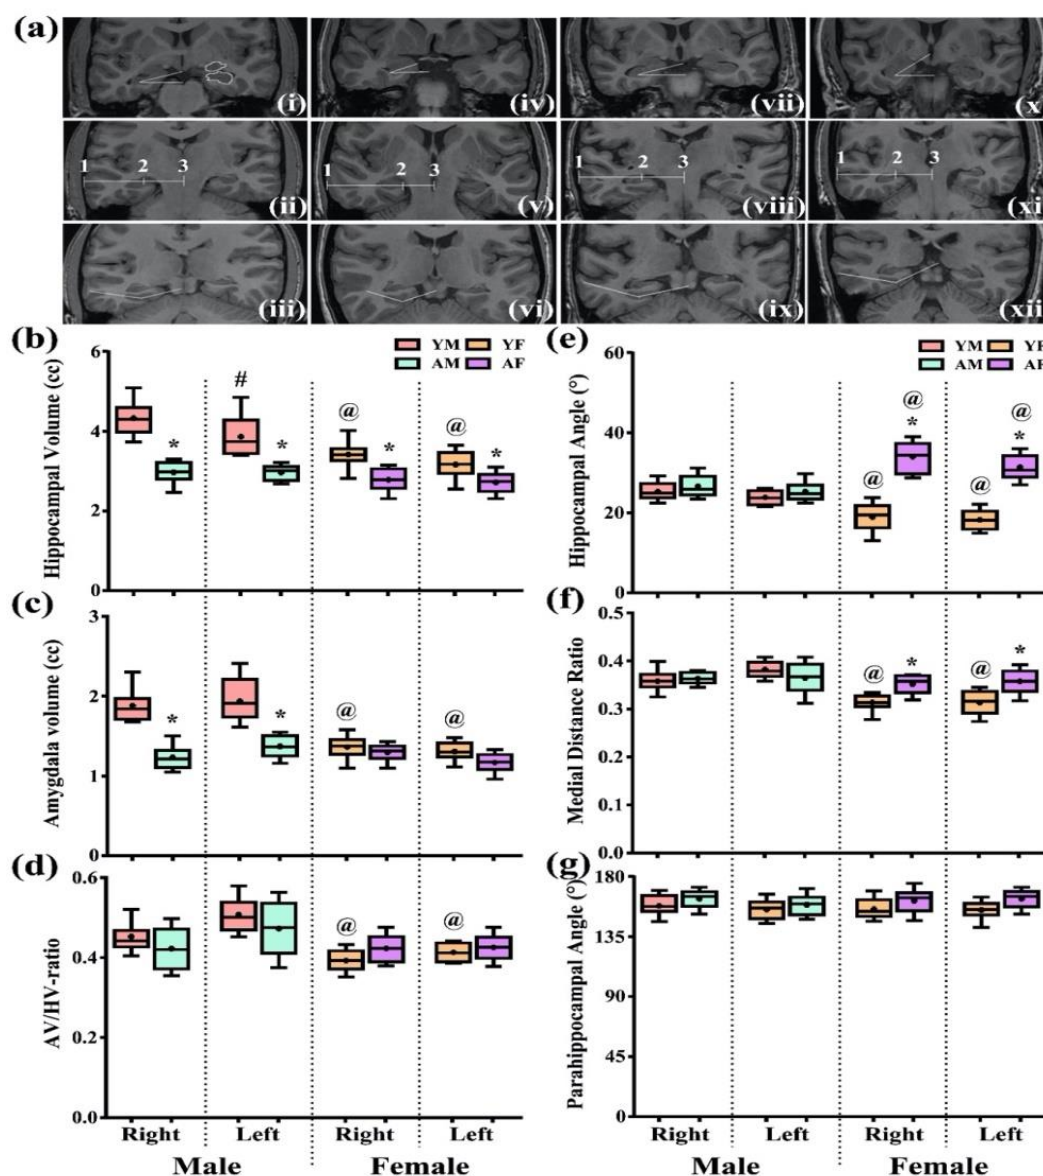 (a)
(i) (iv) (vii) (x)
1 2 3 (ii) 1 2 3 (v) 1 2 3 (viii) 1 2 3 (xi)
(iii) (vi) (ix) (xii)
(b)
YM YF
AM AF
Hippocampal Volume (cc)
6
4
2
0
* # * @ * @ *
(e)
YM YF
AM AF
Hippocampal Angle (°)
60
40
20
0
@ @ * @ @ *
(c)
Amygdala volume (cc)
3
2
1
0
* * @ @
(f)
Medial Distance Ratio
0.5
0.4
0.3
0.2
0.1
0.0
@ * @ *
(d)
AV/HV-ratio
0.6
0.4
0.2
0.0
@ @
Right Left Right Left
Male Female
(g)
Parahippocampal Angle (°)
180
135
90
45
0
Right Left Right Left
Male Female